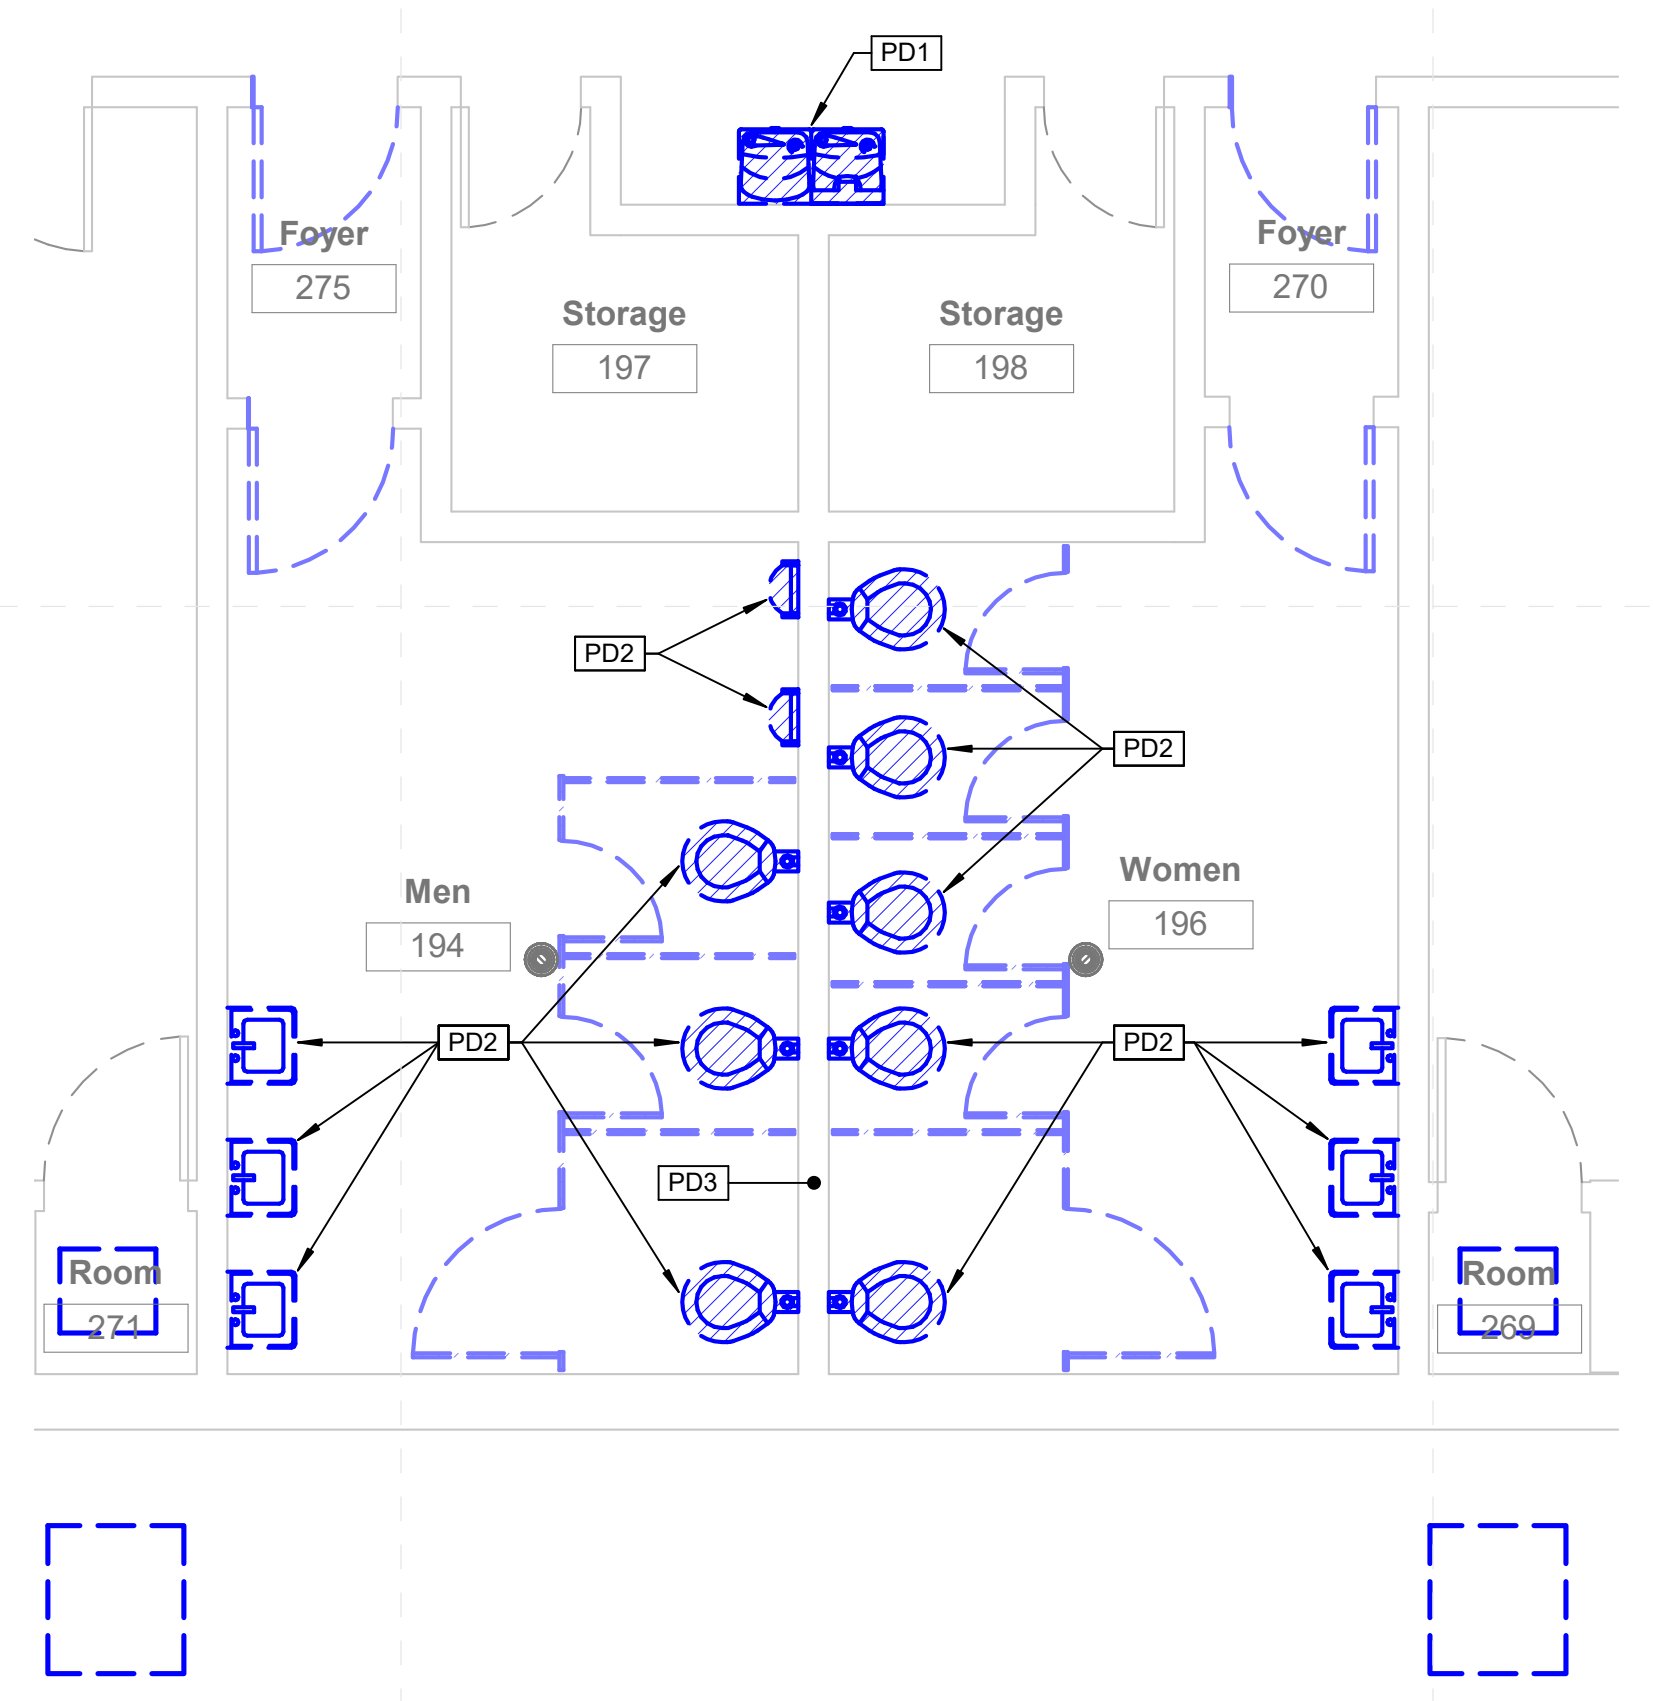 PD1
Foyer
275
Foyer
270
Storage
197
Storage
198
PD2
PD2
Men
194
Women
196
PD2
PD2
PD3
Room
271
Room
269